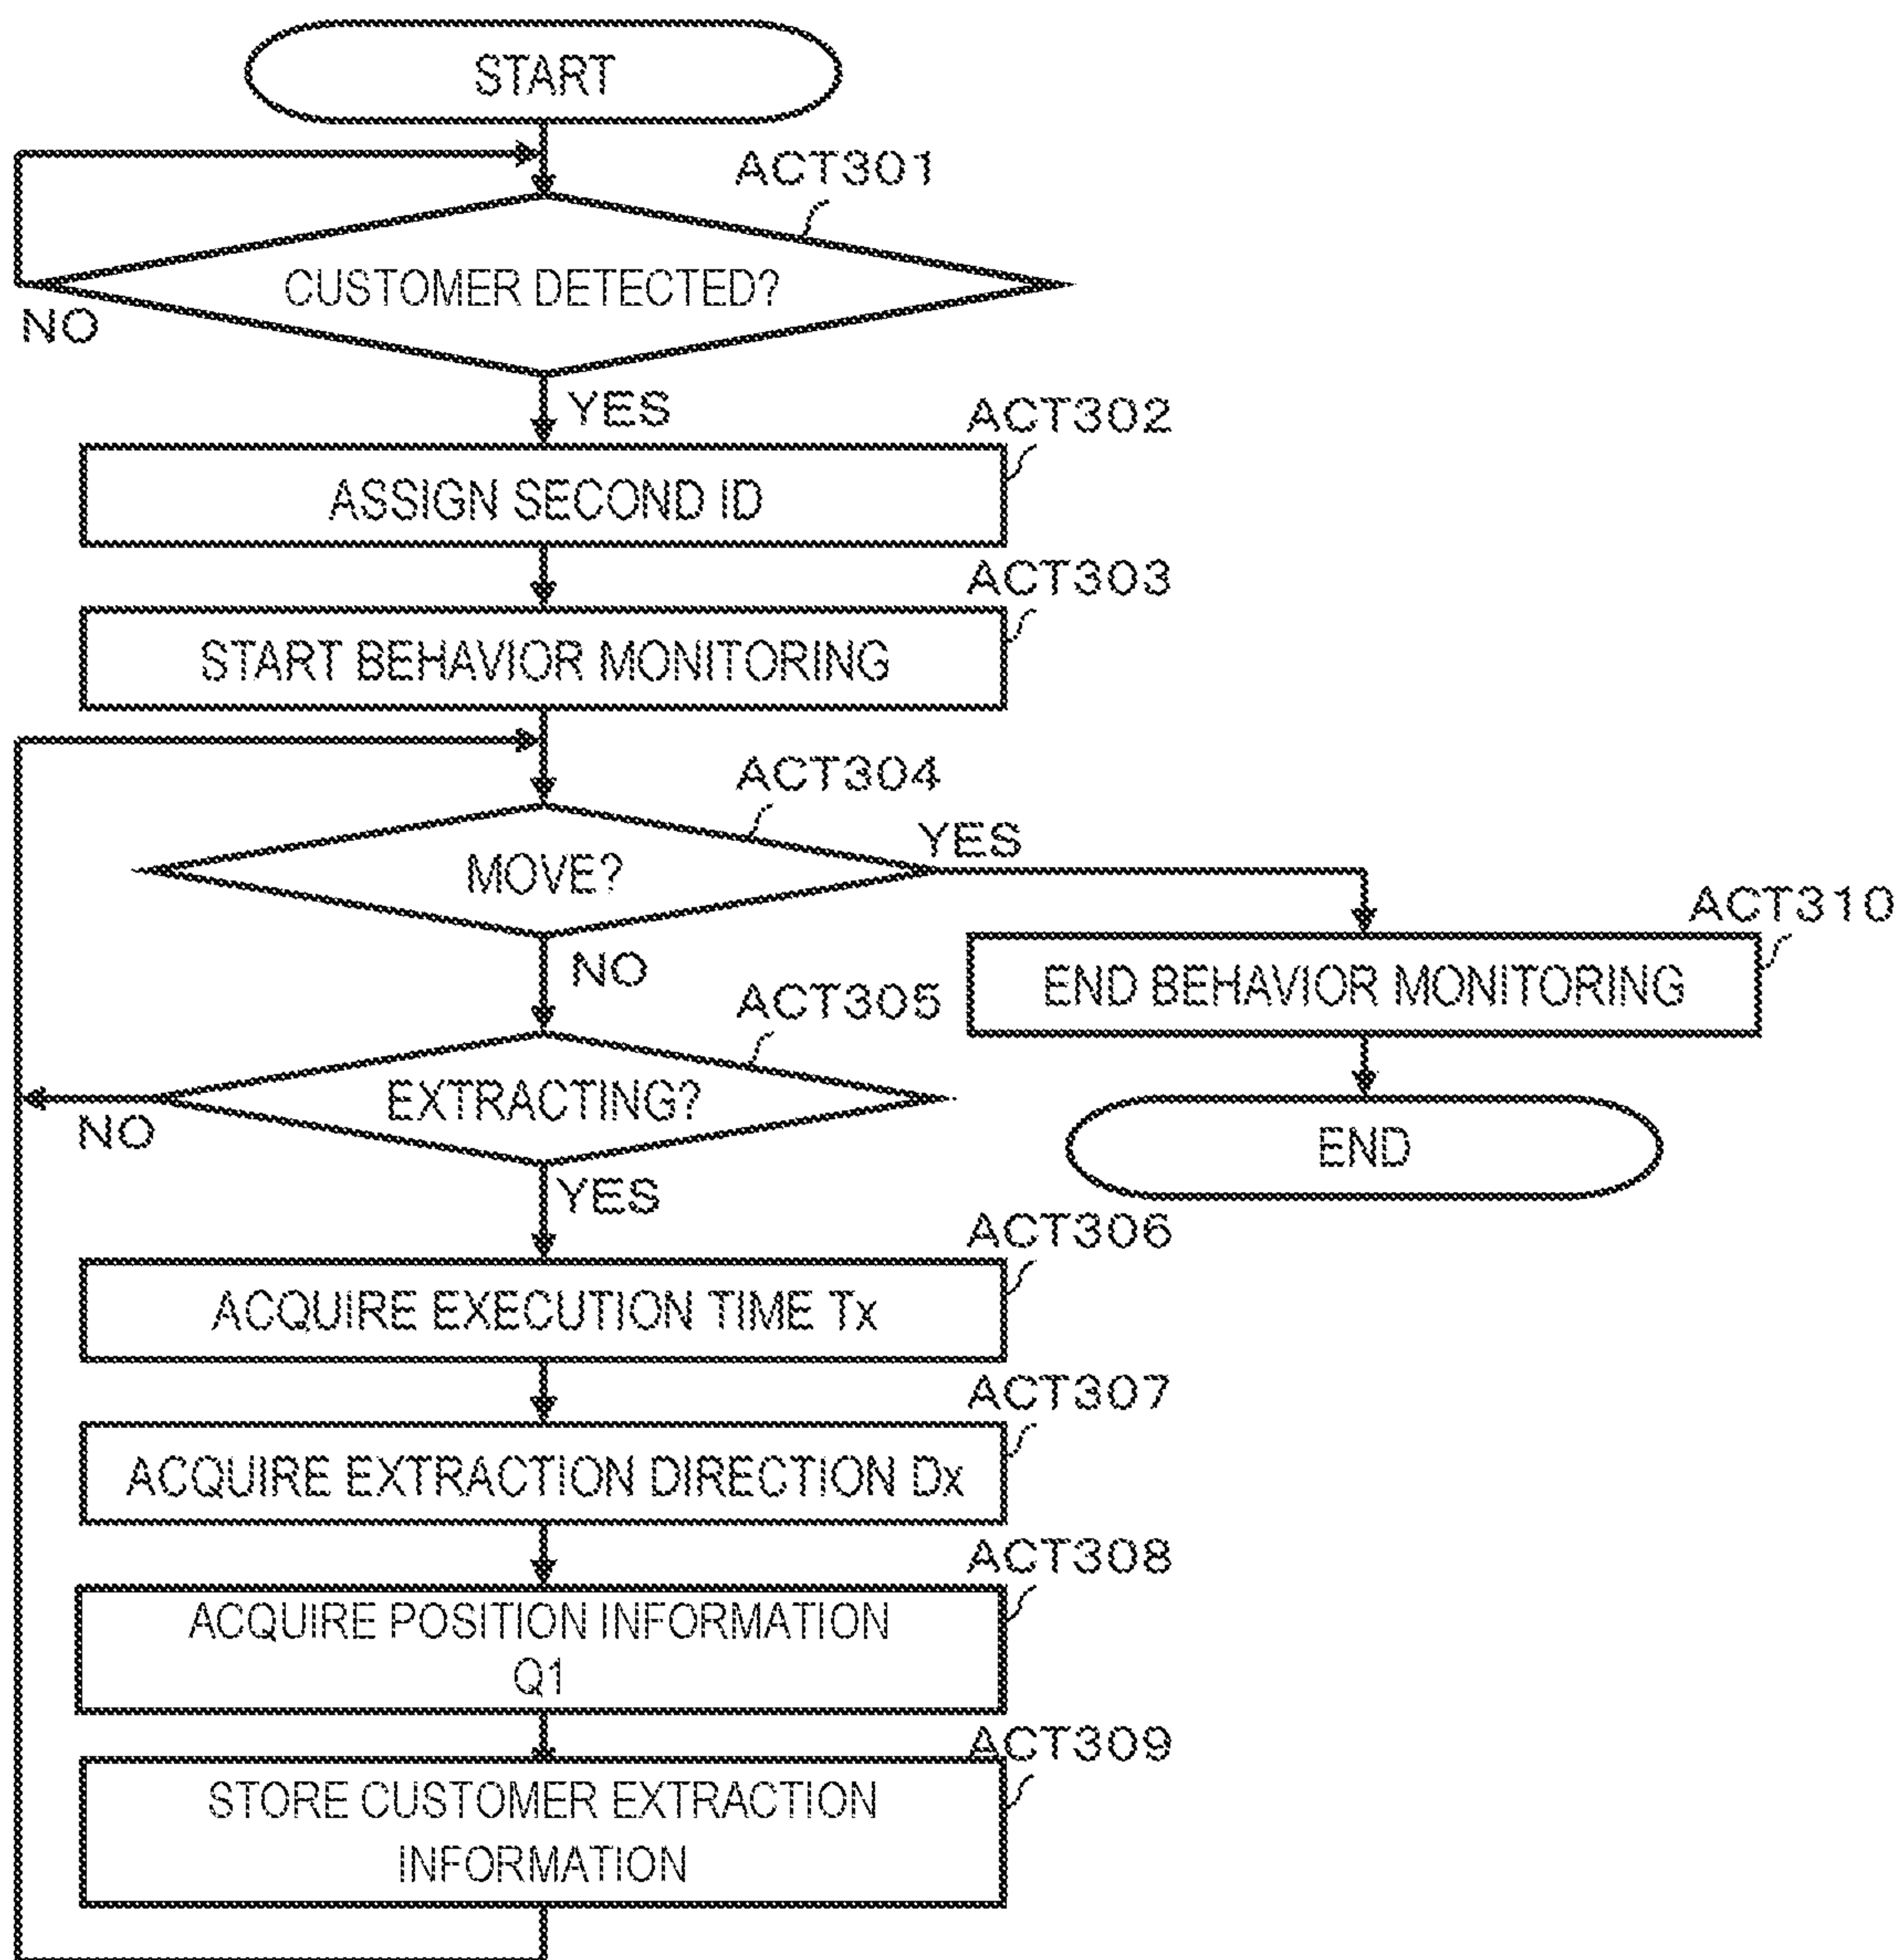 START
ACT301
CUSTOMER DETECTED?
NO
YES
ACT302
ASSIGN SECOND ID
ACT303
START BEHAVIOR MONITORING
ACT304
YES
MOVE?
ACT310
NO
END BEHAVIOR MONITORING
ACT305
EXTRACTING?
NO
END
YES
ACT306
ACQUIRE EXECUTION TIME Tx
ACT307
ACQUIRE EXTRACTION DIRECTION Dx
ACT308
ACQUIRE POSITION INFORMATION
Q1
ACT309
STORE CUSTOMER EXTRACTION
INFORMATION